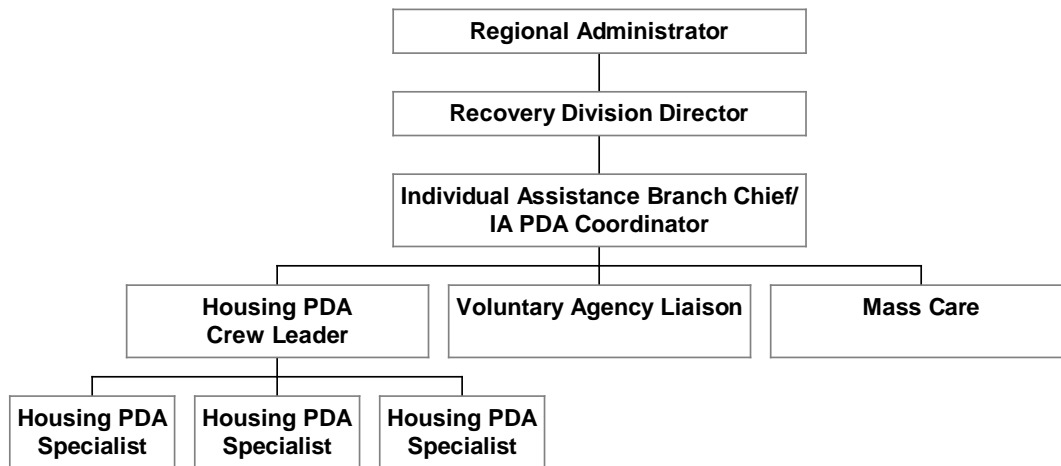 Regional Administrator
Recovery Division Director
Individual Assistance Branch Chief/
IA PDA Coordinator
Housing PDA
Crew Leader
Voluntary Agency Liaison
Mass Care
Housing PDA
Specialist
Housing PDA
Specialist
Housing PDA
Specialist